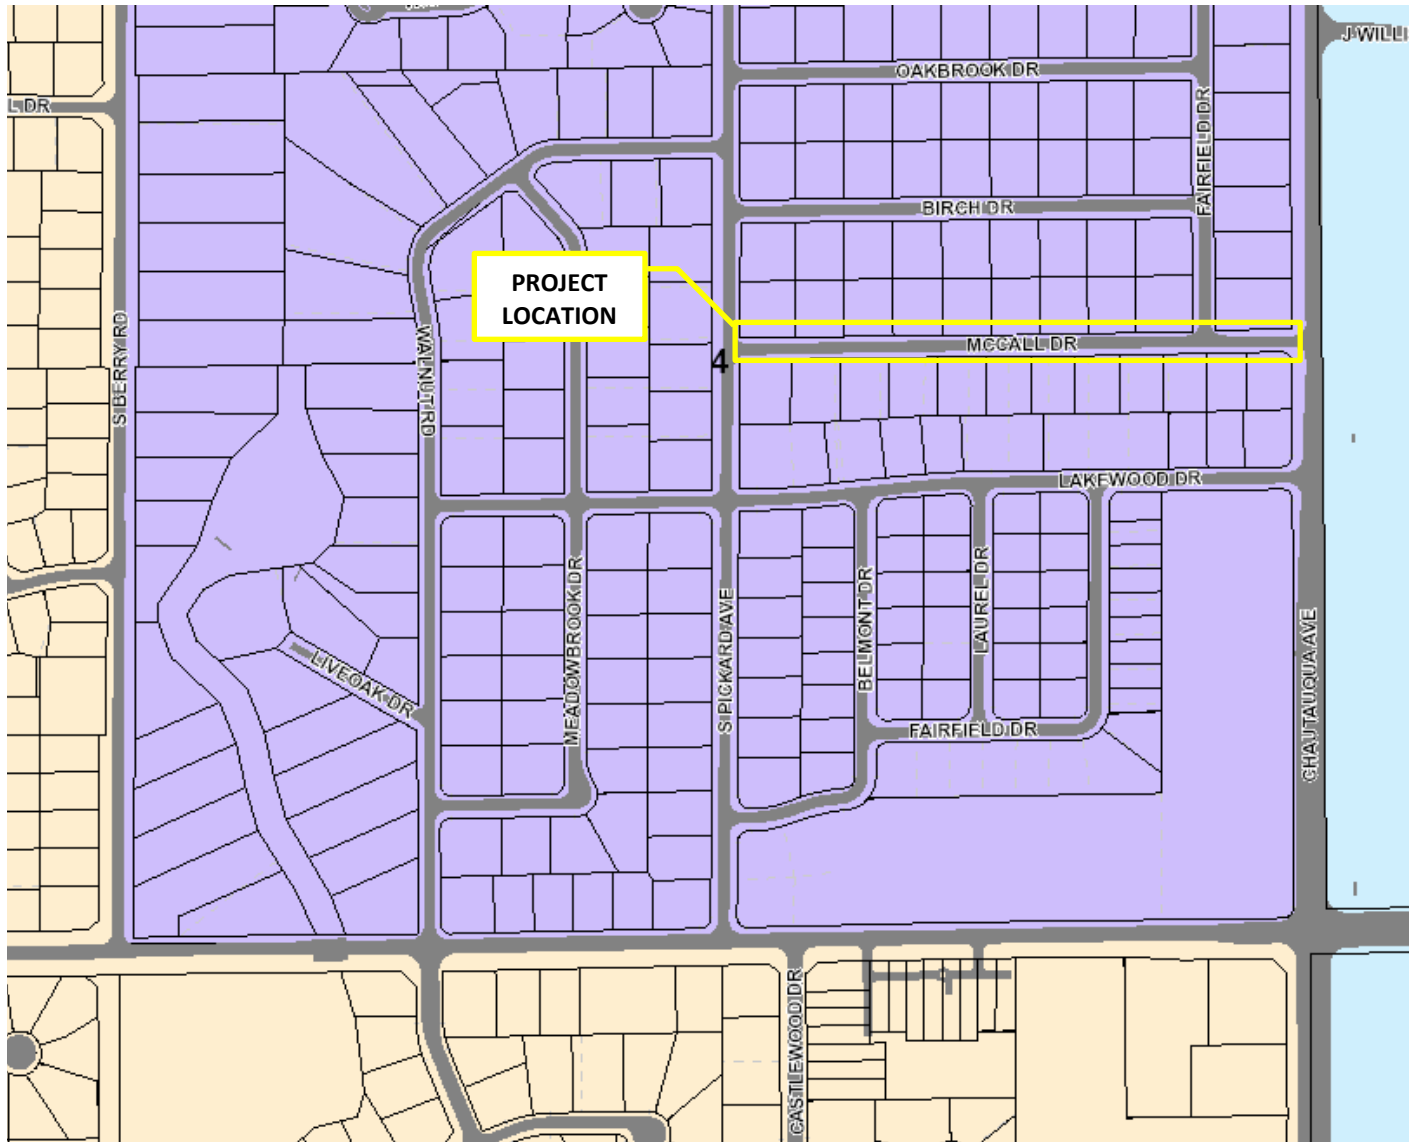 J WILLI
OAKBROOK DR
L DR
FAIRFIELD DR
BIRCH DR
PROJECT
LOCATION
S BERRY RD
WALNUT RD
MCCALL DR
4
LAKEWOOD DR
MEADOWBROOK DR
S PICKARD AVE
BELMONT DR
LAUREL DR
CHAUTAUQUA AVE
LIVEOAK DR
FAIRFIELD DR
CASTLEWOOD DR